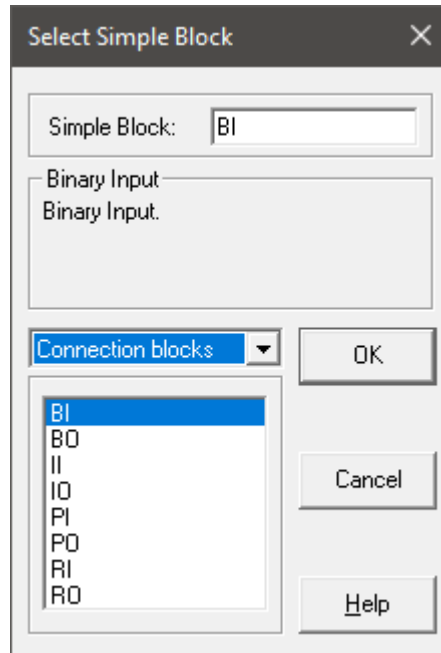 Select Simple Block
Simple Block: BI
Binary Input
Binary Input.
Connection blocks
OK
BI
BO
II
IO
PI
PO
RI
RO
Cancel
Help